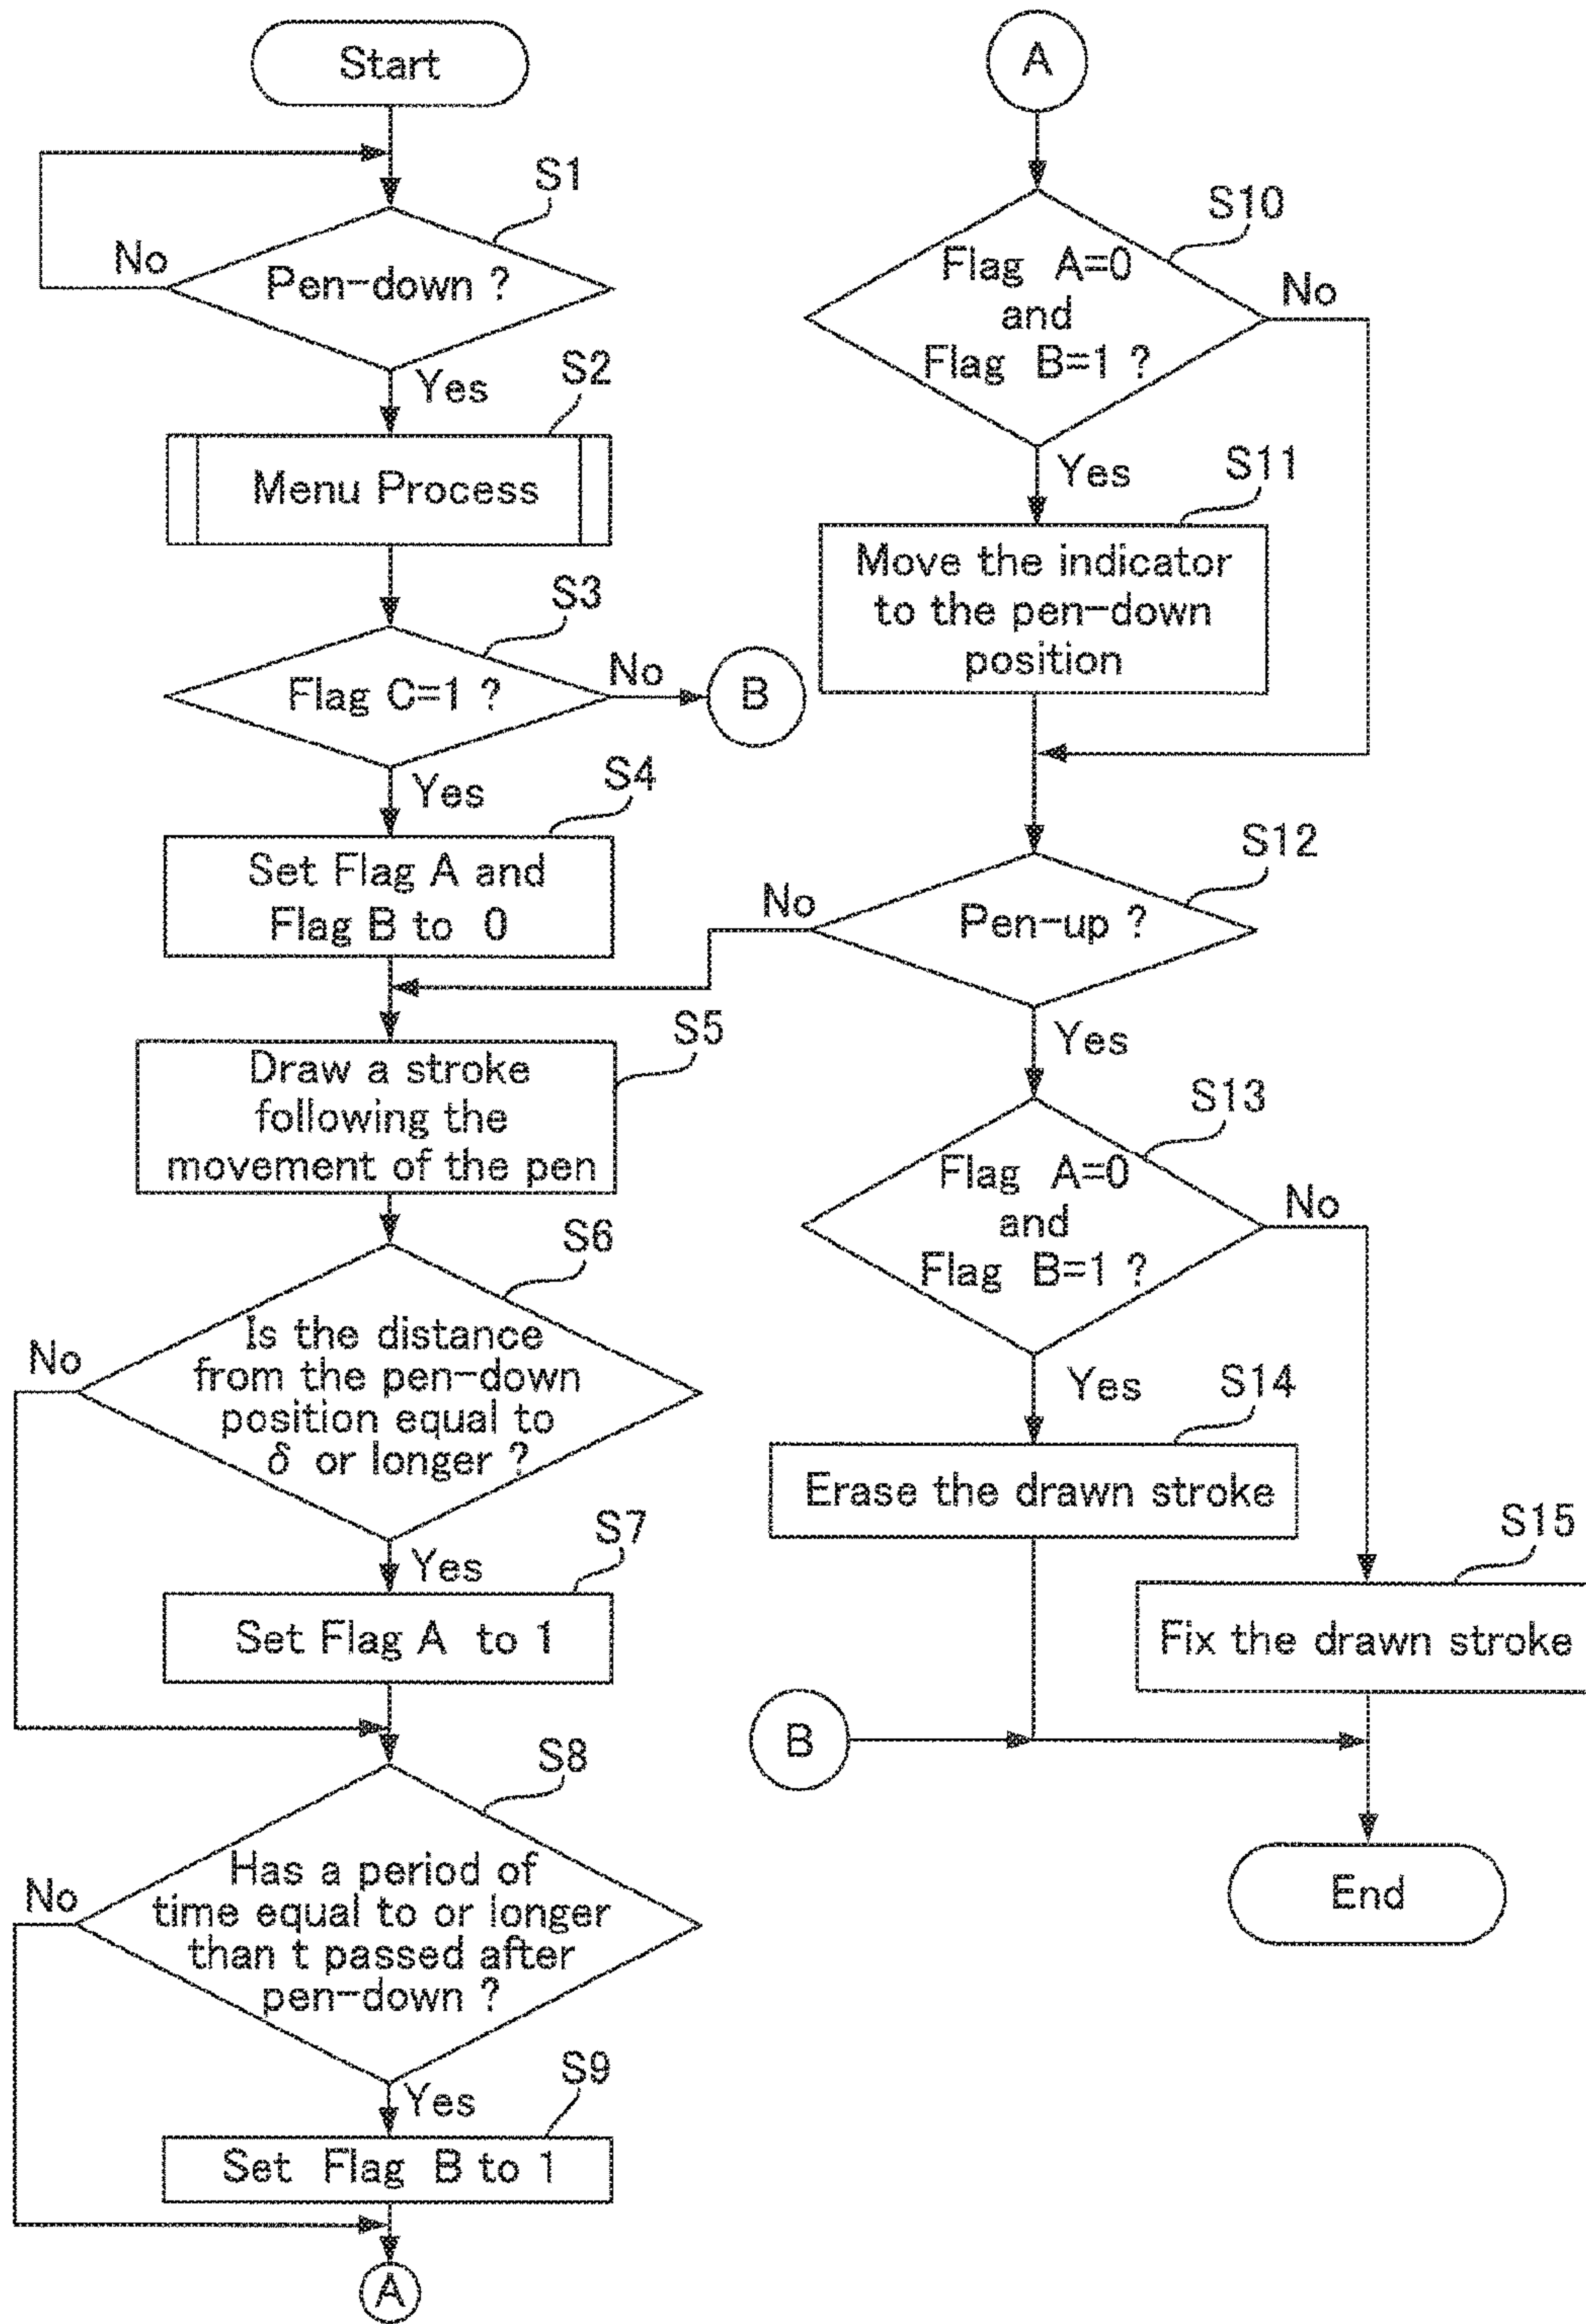 Start
S1
No
Pen-down ?
Yes
S2
Menu Process
S3
Flag C=1 ?
No
B
Yes
S4
Set Flag A and
Flag B to 0
S5
Draw a stroke
following the
movement of the pen
S6
No
Is the distance
from the pen-down
position equal to
δ or longer ?
Yes
S7
Set Flag A to 1
S8
No
Has a period of
time equal to or longer
than t passed after
pen-down ?
Yes
S9
Set Flag B to 1
A
A
S10
Flag A=0
and
Flag B=1 ?
No
Yes
S11
Move the indicator
to the pen-down
position
S12
No
Pen-up ?
Yes
S13
Flag A=0
and
Flag B=1 ?
No
Yes
S14
Erase the drawn stroke
S15
Fix the drawn stroke
B
End